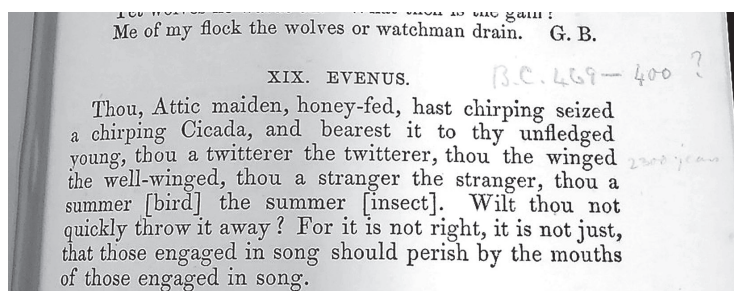 is the gain?
Me of my flock the wolves or watchman drain. G. B.
XIX. EVENUS. B.C. 469 – 400 ?
Thou, Attic maiden, honey-fed, hast chirping seized
a chirping Cicada, and bearest it to thy unfledged
young, thou a twitterer the twitterer, thou the winged
the well-winged, thou a stranger the stranger, thou a
summer [bird] the summer [insect]. Wilt thou not
quickly throw it away? For it is not right, it is not just,
that those engaged in song should perish by the mouths
of those engaged in song.